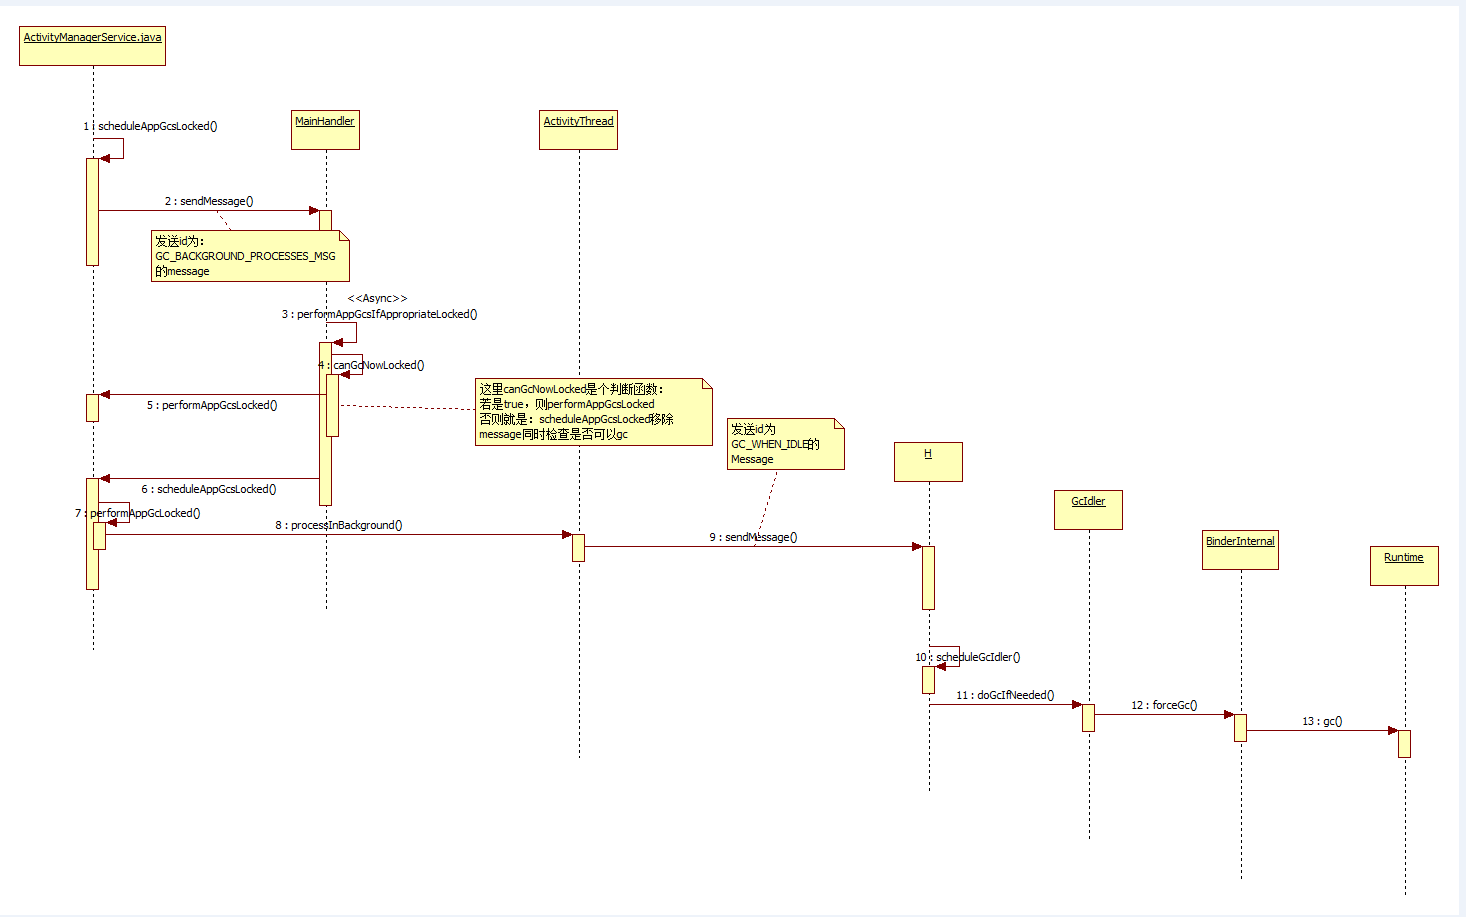 ActivityManagerService.java
MainHandler
ActivityThread
1 : scheduleAppGcsLocked()
2 : sendMessage()
发送id为：
GC_BACKGROUND_PROCESSES_MSG
的message
<<Async>>
3 : performAppGcsIfAppropriateLocked()
4 : canGcNowLocked()
5 : performAppGcsLocked()
这里canGcNowLocked是个判断函数：
若是true，则performAppGcsLocked
否则就是：scheduleAppGcsLocked移除
message同时检查是否可以gc
发送id为
GC_WHEN_IDLE的
Message
H
6 : scheduleAppGcsLocked()
GcIdler
7 : performAppGcLocked()
8 : processInBackground()
9 : sendMessage()
BinderInternal
Runtime
10 : scheduleGcIdler()
11 : doGcIfNeeded()
12 : forceGc()
13 : gc()